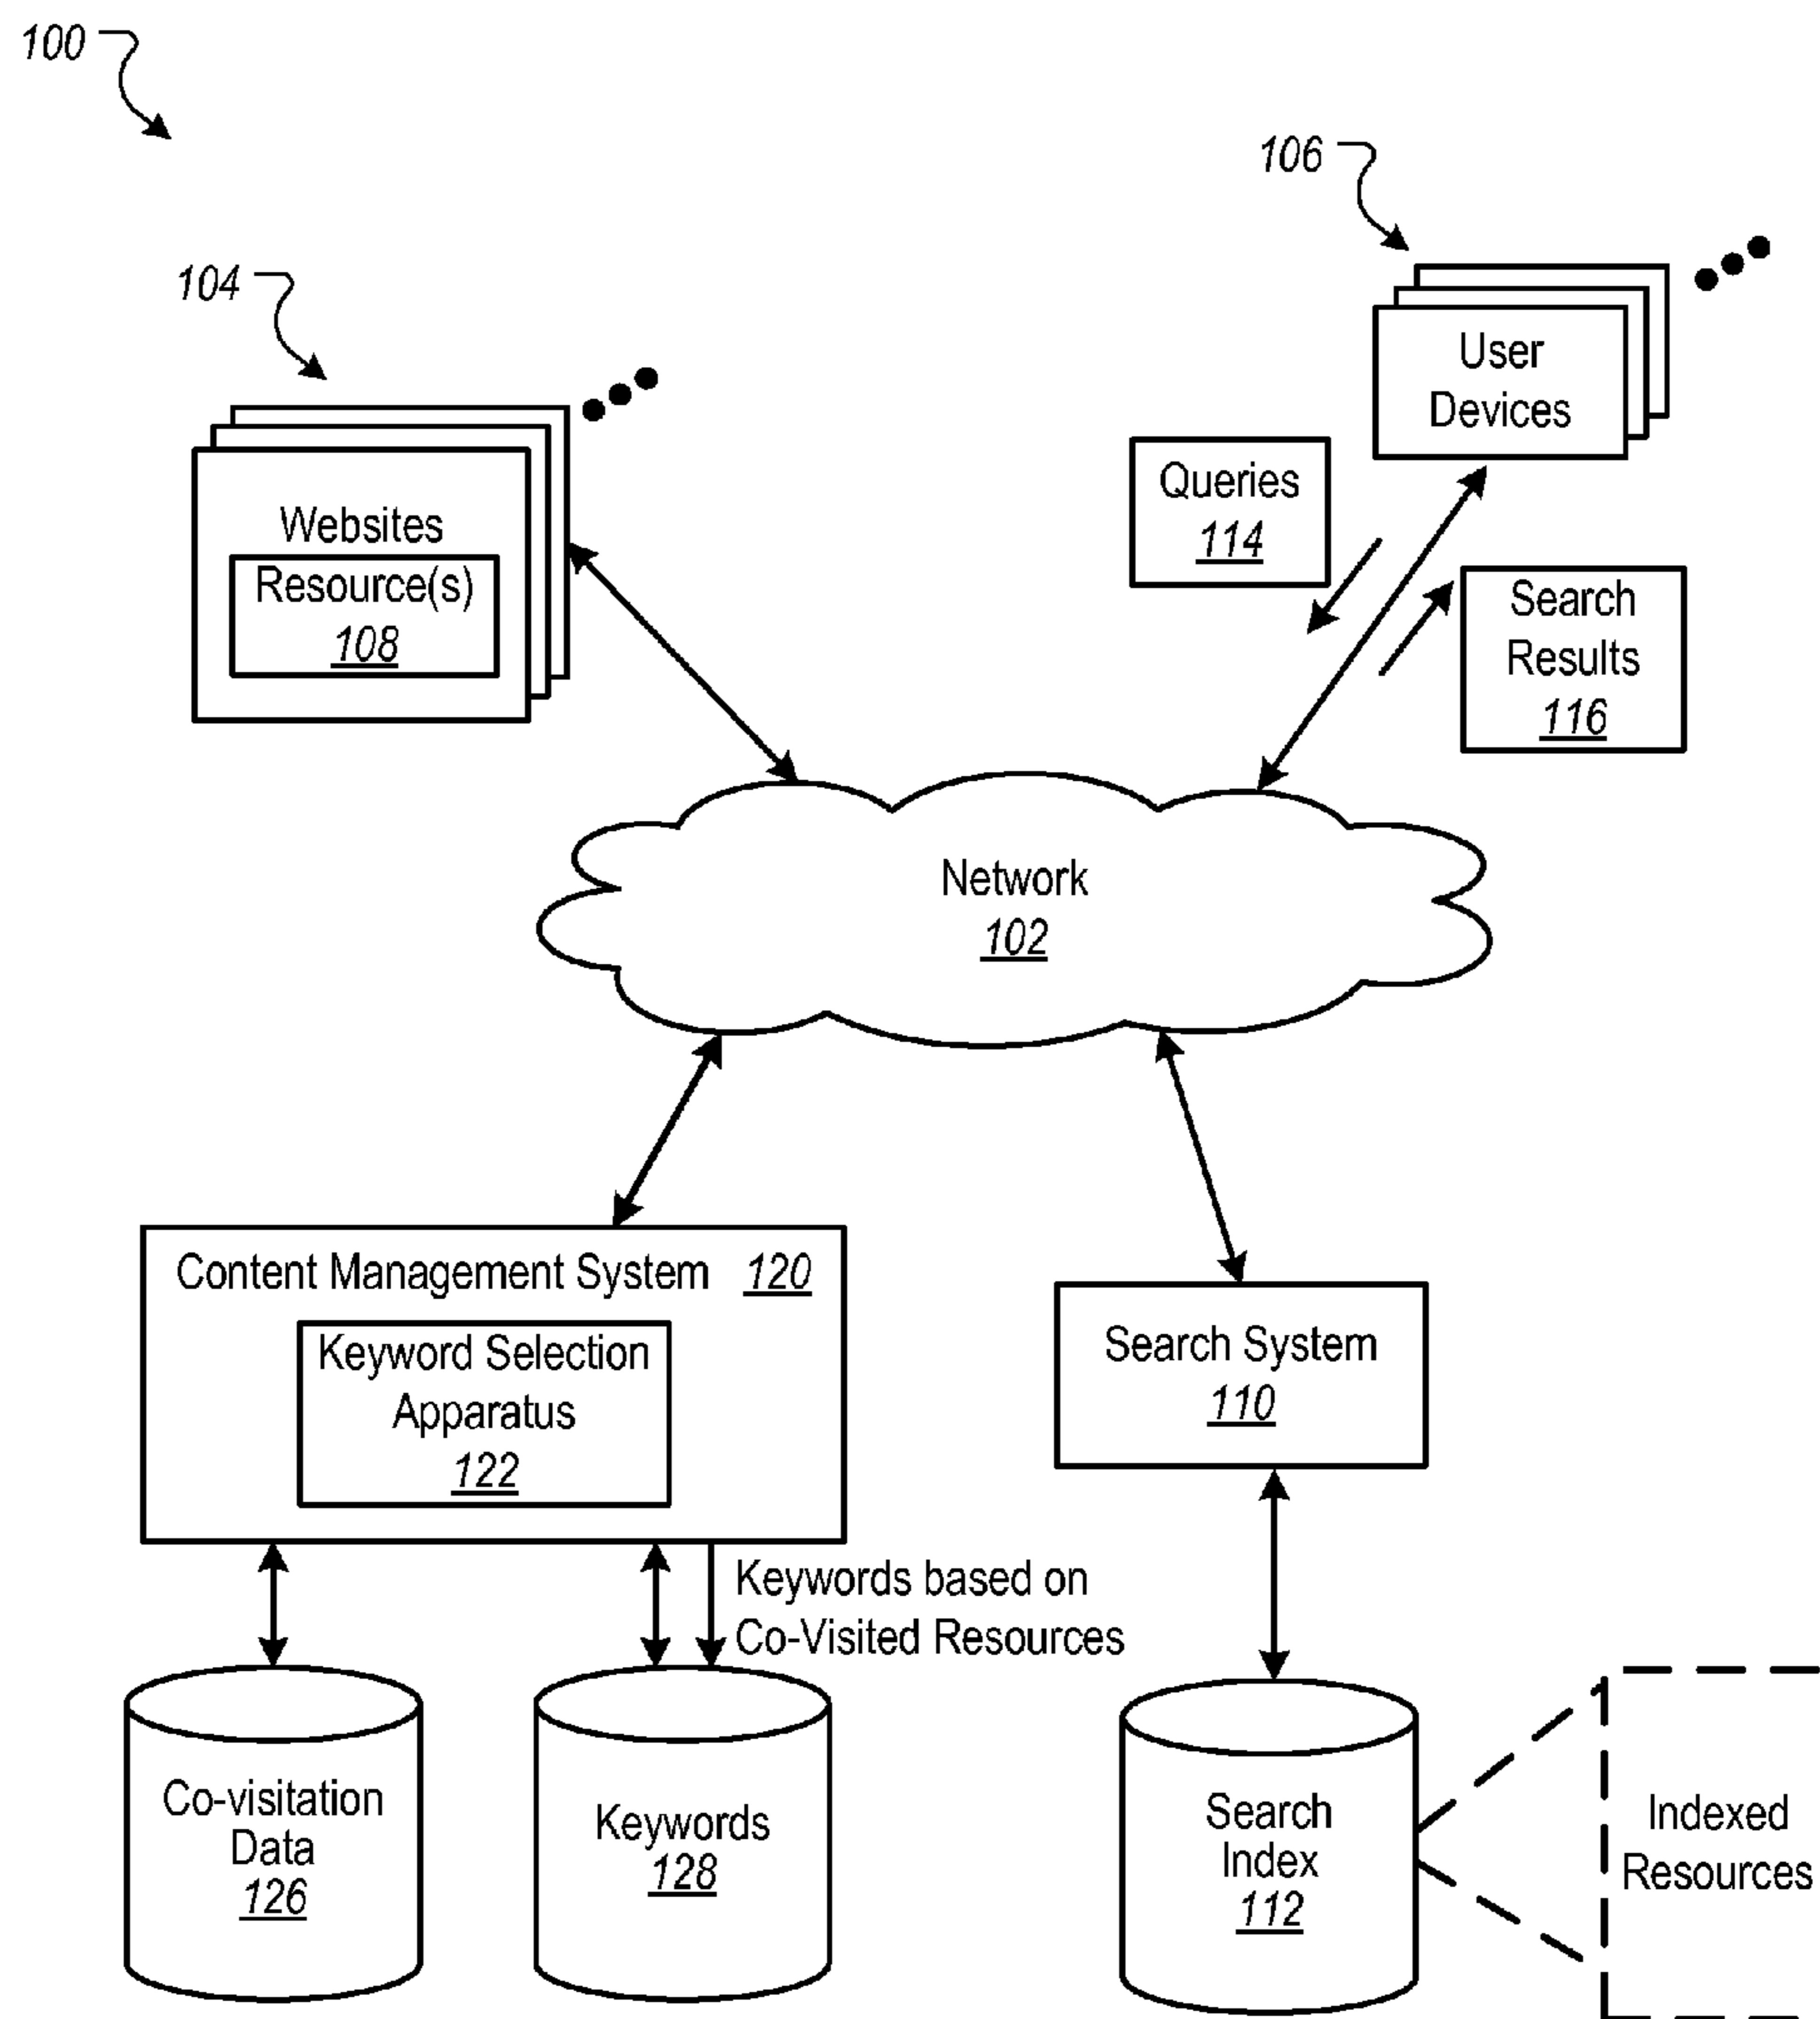 100
106
104
User
Devices
Queries
114
Websites
Resource(s)
108
Search
Results
116
Network
102
Content Management System 120
Keyword Selection
Apparatus
122
Search System
110
Keywords based on
Co-Visited Resources
Co-visitation
Data
126
Keywords
128
Search
Index
112
Indexed
Resources